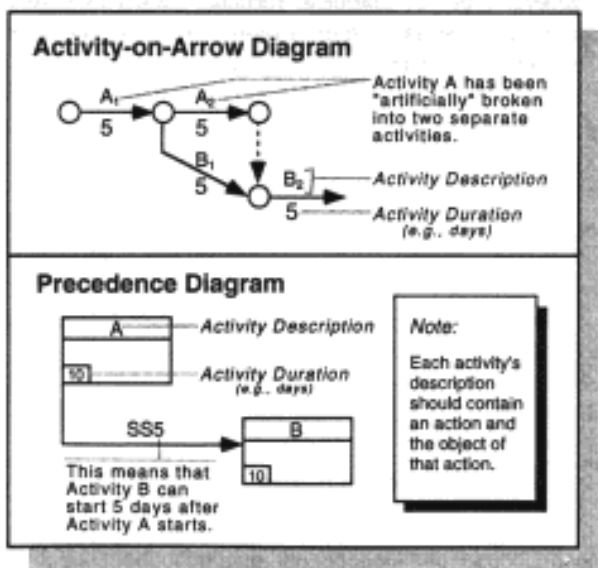 Activity-on-Arrow Diagram
A₁
5
A₂
5
Activity A has been
"artificially" broken
into two separate
activities.
B₁
5
B₂
5
Activity Description
Activity Duration
(e.g., days)
Precedence Diagram
A
10
Activity Description
Activity Duration
(e.g., days)
SS5
B
10
This means that
Activity B can
start 5 days after
Activity A starts.
Note:
Each activity's
description
should contain
an action and
the object of
that action.